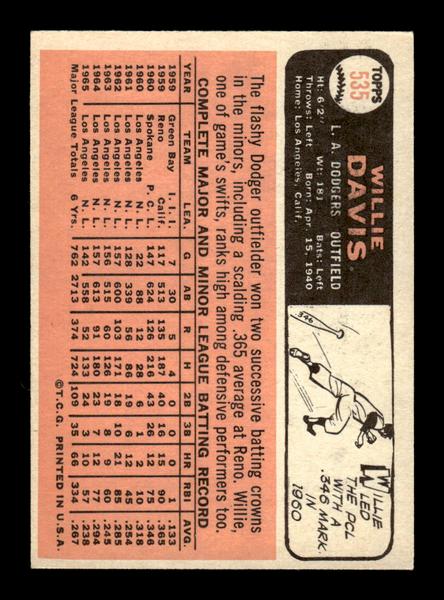 TOPPS
535
WILLIE
DAVIS
L. A. DODGERS OUTFIELD
Ht: 6'2" Wt: 181 Bats: Left
Throws: Left Born: Apr. 15, 1940
Home: Los Angeles, Calif.
346
WILLIE
LED
THE PCL
WITH A
.346 MARK
IN
1960
The flashy Dodger outfielder won two successive batting crowns
in the minors, including a scalding .365 average at Reno. Willie,
one of game's swifts, ranks high among defensive performers too.
COMPLETE MAJOR AND MINOR LEAGUE BATTING RECORD
YEAR TEAM LEA. G AB R H 2B 3B HR RBI AVG.
1959 Green Bay I. I. I. 7 30 5 4 0 0 0 1 .133
1959 Reno Calif. 117 513 135 187 40 16 15 90 .365
1960 Spokane P. C. L. 147 624 126 216 43 26 12 75 .346
1960 Los Angeles N. L. 22 88 12 28 6 1 2 10 .318
1961 Los Angeles N. L. 128 339 56 86 19 6 12 45 .254
1962 Los Angeles N. L. 157 600 103 171 18 10 21 85 .285
1963 Los Angeles N. L. 156 515 60 126 19 8 9 60 .245
1964 Los Angeles N. L. 157 613 91 180 23 7 12 77 .294
1965 Los Angeles N. L. 142 558 52 133 24 3 10 57 .238
Major League Totals 6 Yrs. 762 2713 374 724 109 35 66 334 .267
© T.C.G. PRINTED IN U.S.A.